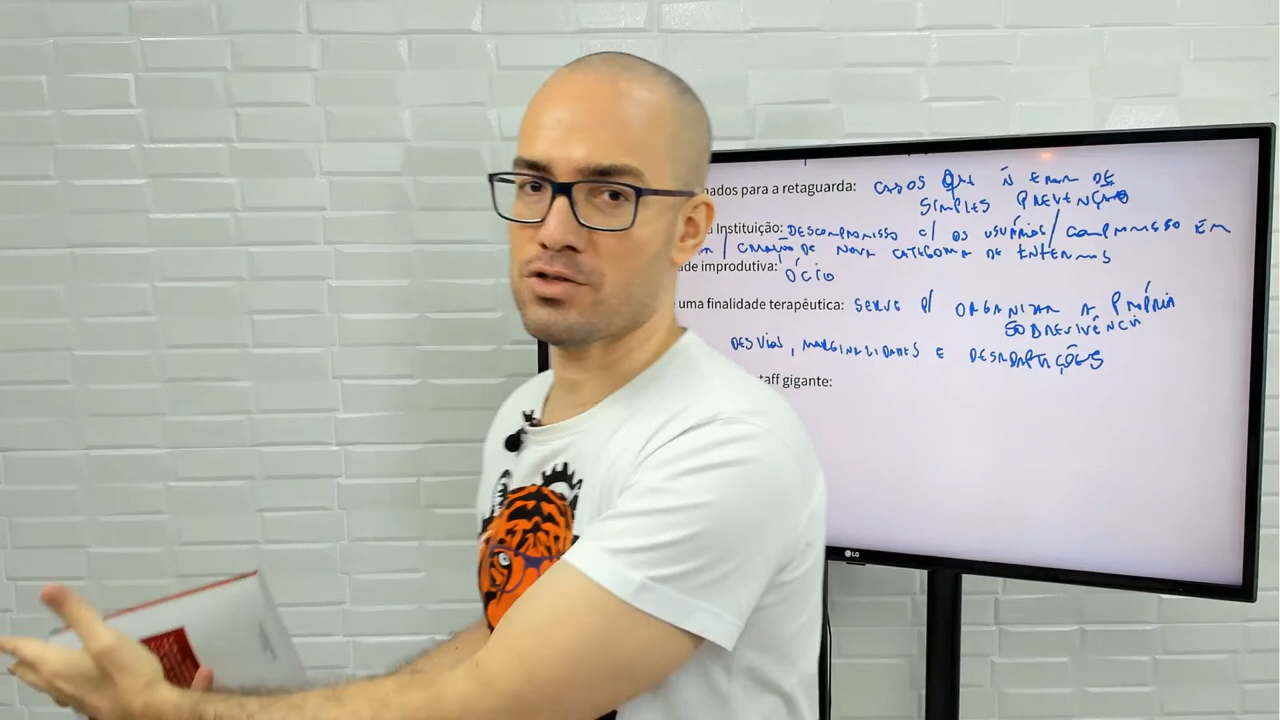 nados para a retaguarda: CASOS QUE Ñ ERAM DE
SIMPLES PREVENÇÃO
a Instituição: DESCOMPROMISSO C/ OS USUÁRIOS/ COMPROMISSO EM
/ CRIAÇÃO DE NOVA CATEGORIA DE INTERNOS
ade improdutiva: ÓCIO
uma finalidade terapêutica: SERVE P/ ORGANIZAR A PRÓPRIA
SOBREVIVÊNCIA
DESVIOS, MARGINALIDADES E DESADAPTAÇÕES
taff gigante:
LG